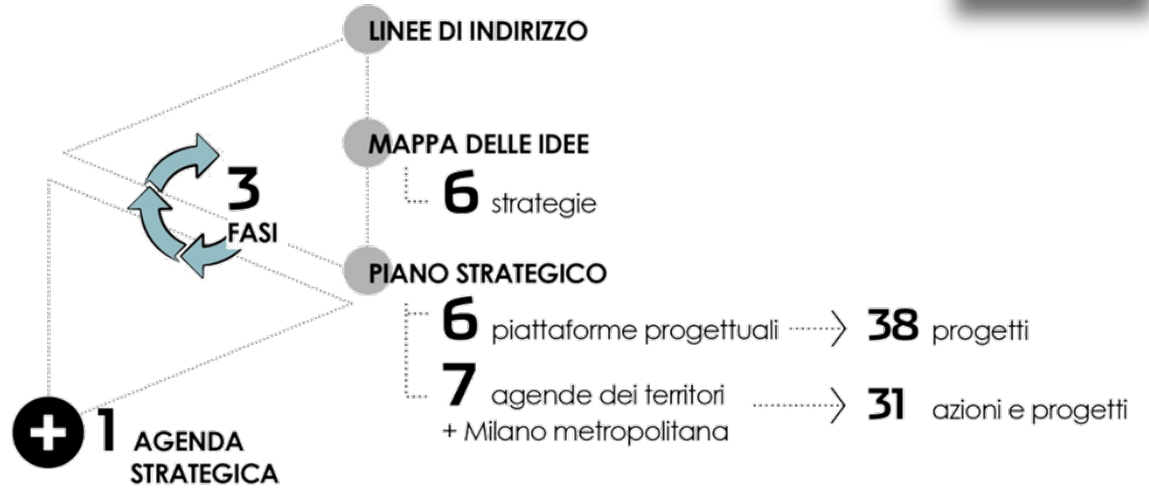 LINEE DI INDIRIZZO
MAPPA DELLE IDEE
6 strategie
3
FASI
PIANO STRATEGICO
6 piattaforme progettuali
38 progetti
7 agende dei territori
+ Milano metropolitana
31 azioni e progetti
+ 1 AGENDA
STRATEGICA